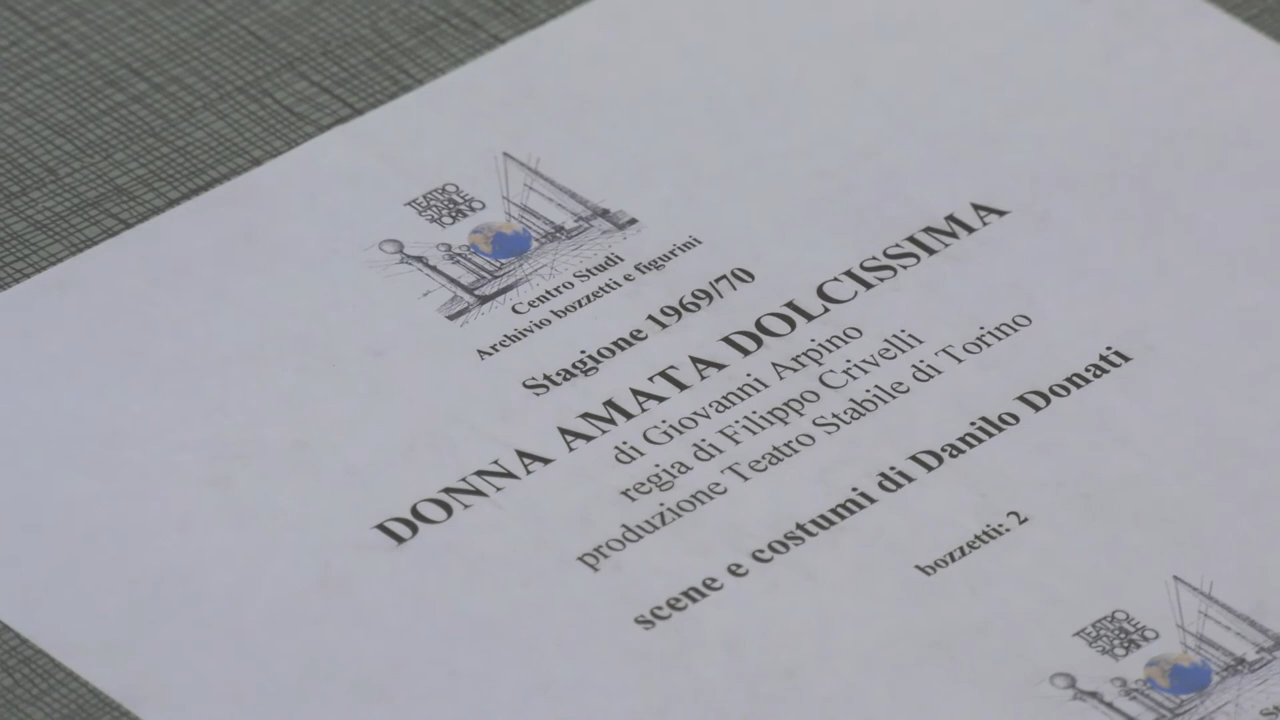 TEATRO
STABILE
TORINO
Centro Studi
Archivio bozzetti e figurini
Stagione 1969/70
DONNA AMATA DOLCISSIMA
di Giovanni Arpino
regia di Filippo Crivelli
produzione Teatro Stabile di Torino
scene e costumi di Danilo Donati
bozzetti: 2
TEATRO
STABILE
TORINO